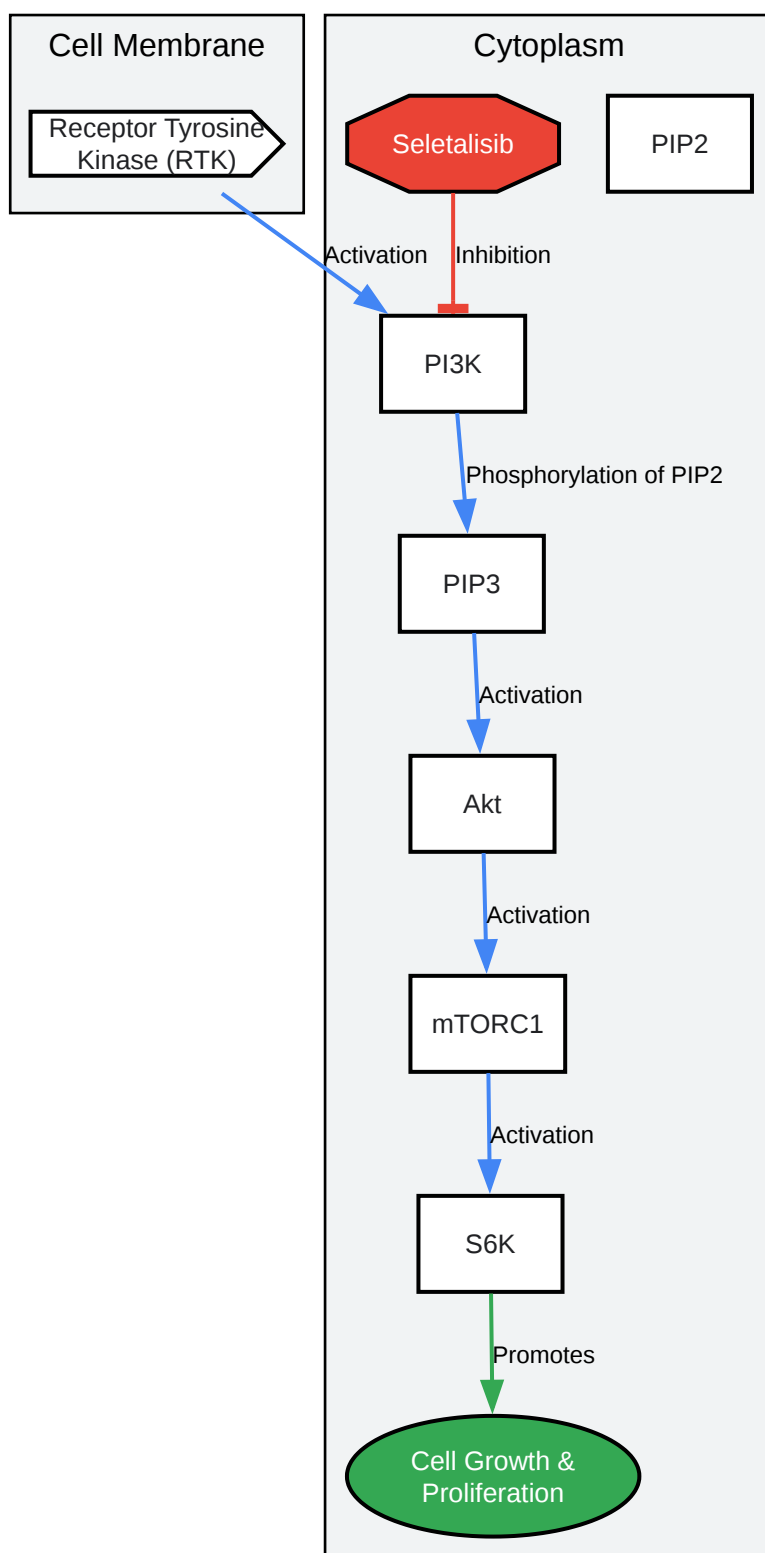 Cell Membrane
Cytoplasm
Receptor Tyrosine
Kinase (RTK)
Seletalisib
PIP2
Activation
Inhibition
PI3K
Phosphorylation of PIP2
PIP3
Activation
Akt
Activation
mTORC1
Activation
S6K
Promotes
Cell Growth &
Proliferation